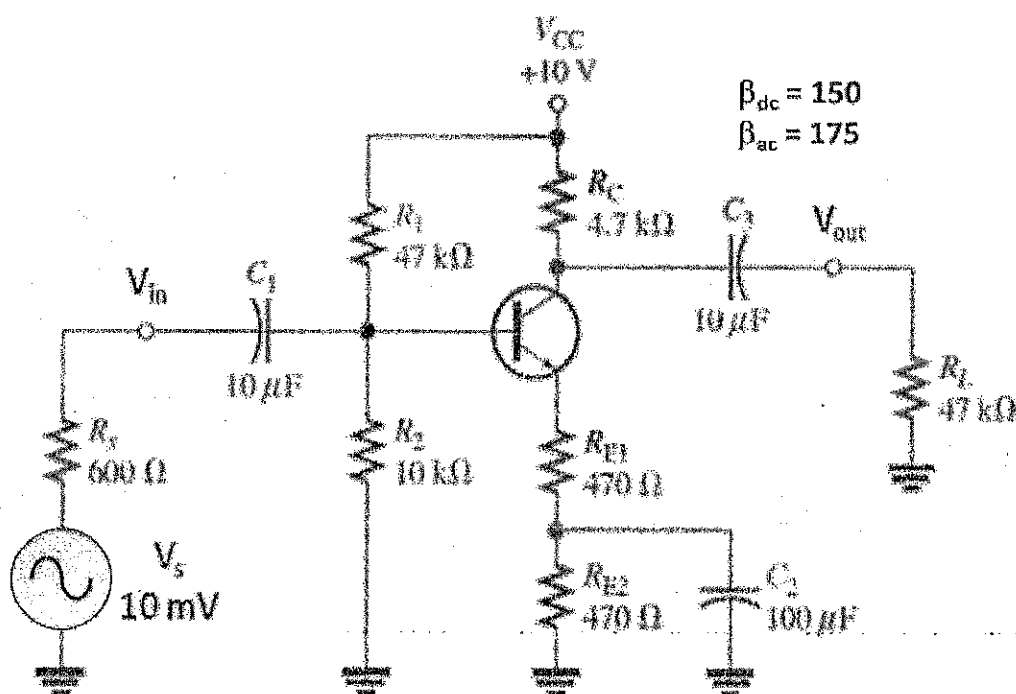 V_CC
+10 V
β_dc = 150
β_ac = 175
R_C
4.7 kΩ
R_1
47 kΩ
C_3
10 μF
V_out
V_in
C_1
10 μF
R_L
47 kΩ
R_s
600 Ω
R_2
10 kΩ
R_E1
470 Ω
V_s
10 mV
R_E2
470 Ω
C_2
100 μF